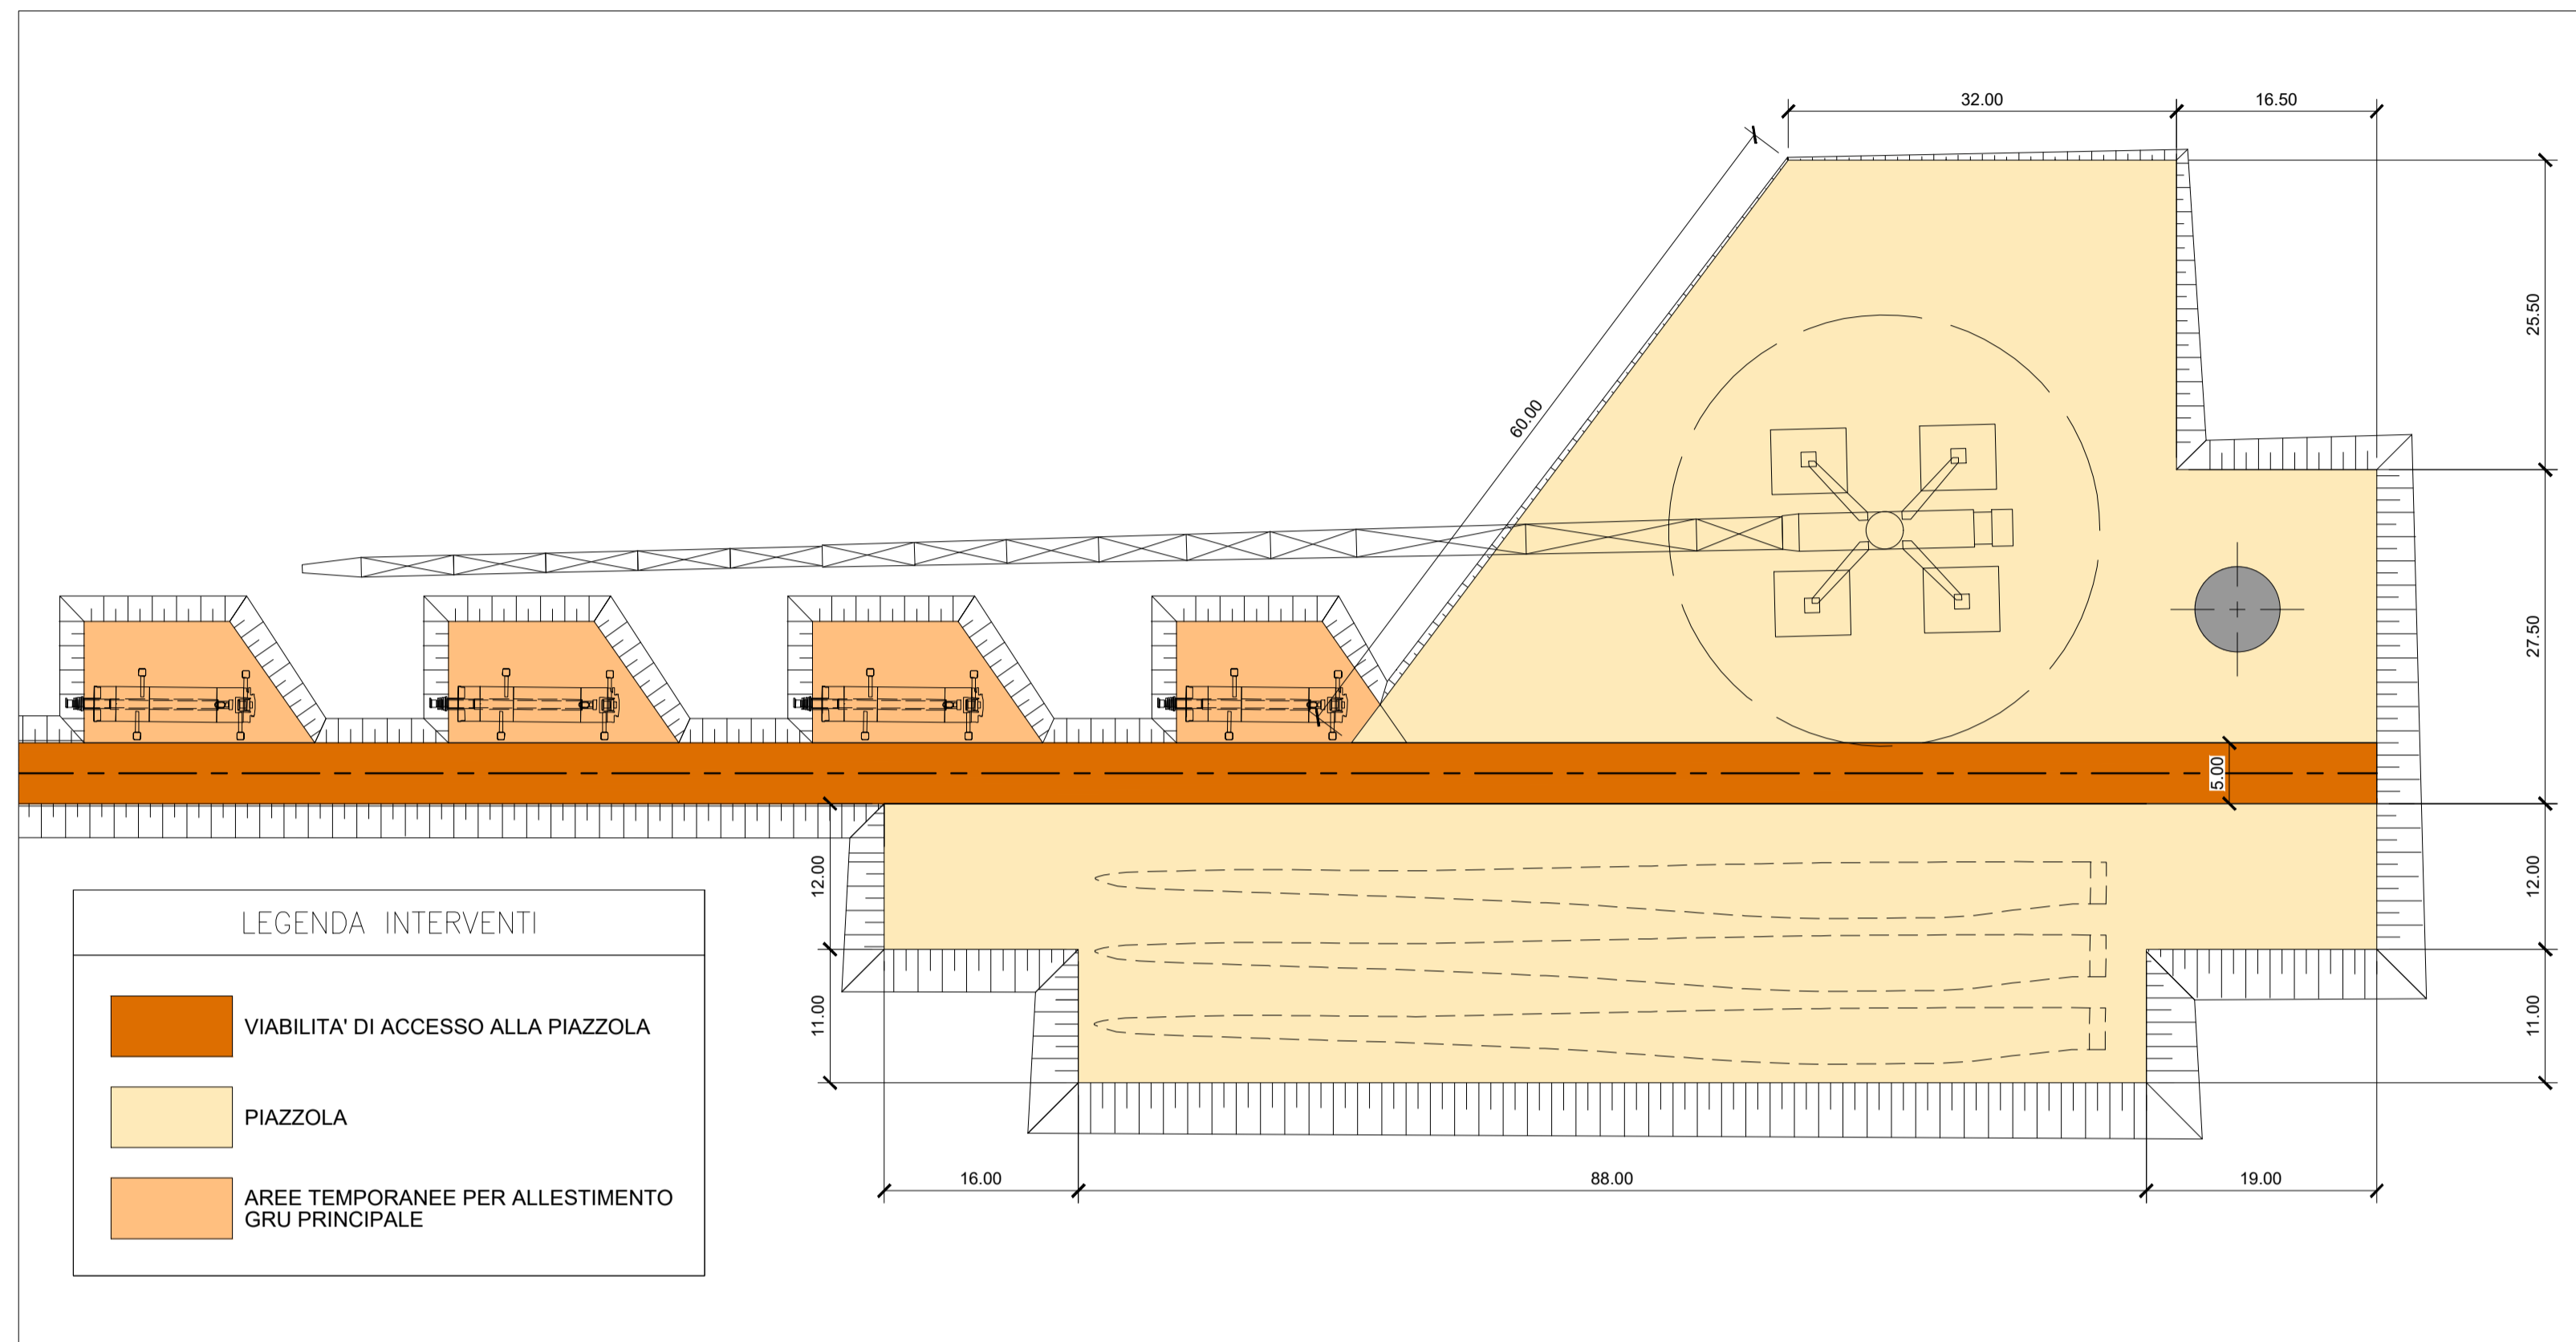 32.00
16.50
60.00
25.50
27.50
5.00
12.00
12.00
11.00
11.00
16.00
88.00
19.00
LEGENDA INTERVENTI
VIABILITA' DI ACCESSO ALLA PIAZZOLA
PIAZZOLA
AREE TEMPORANEE PER ALLESTIMENTO
GRU PRINCIPALE